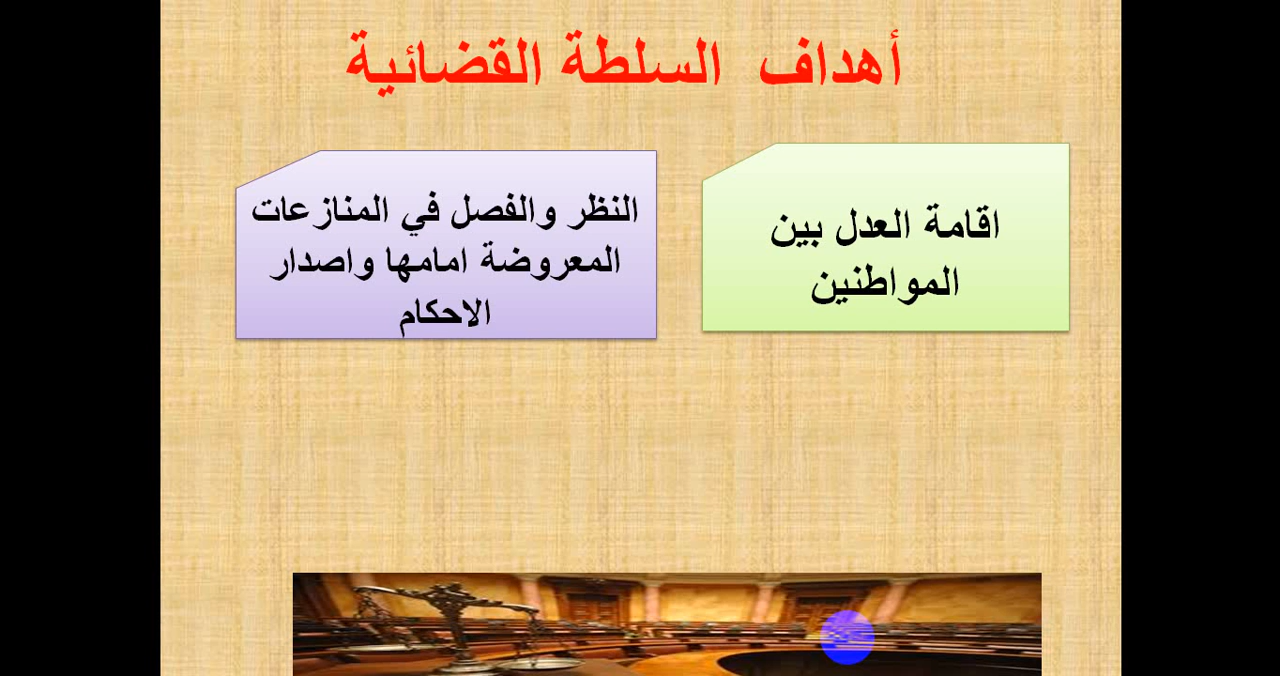 أهداف السلطة القضائية
اقامة العدل بين
المواطنين
النظر والفصل في المنازعات
المعروضة امامها واصدار
الاحكام